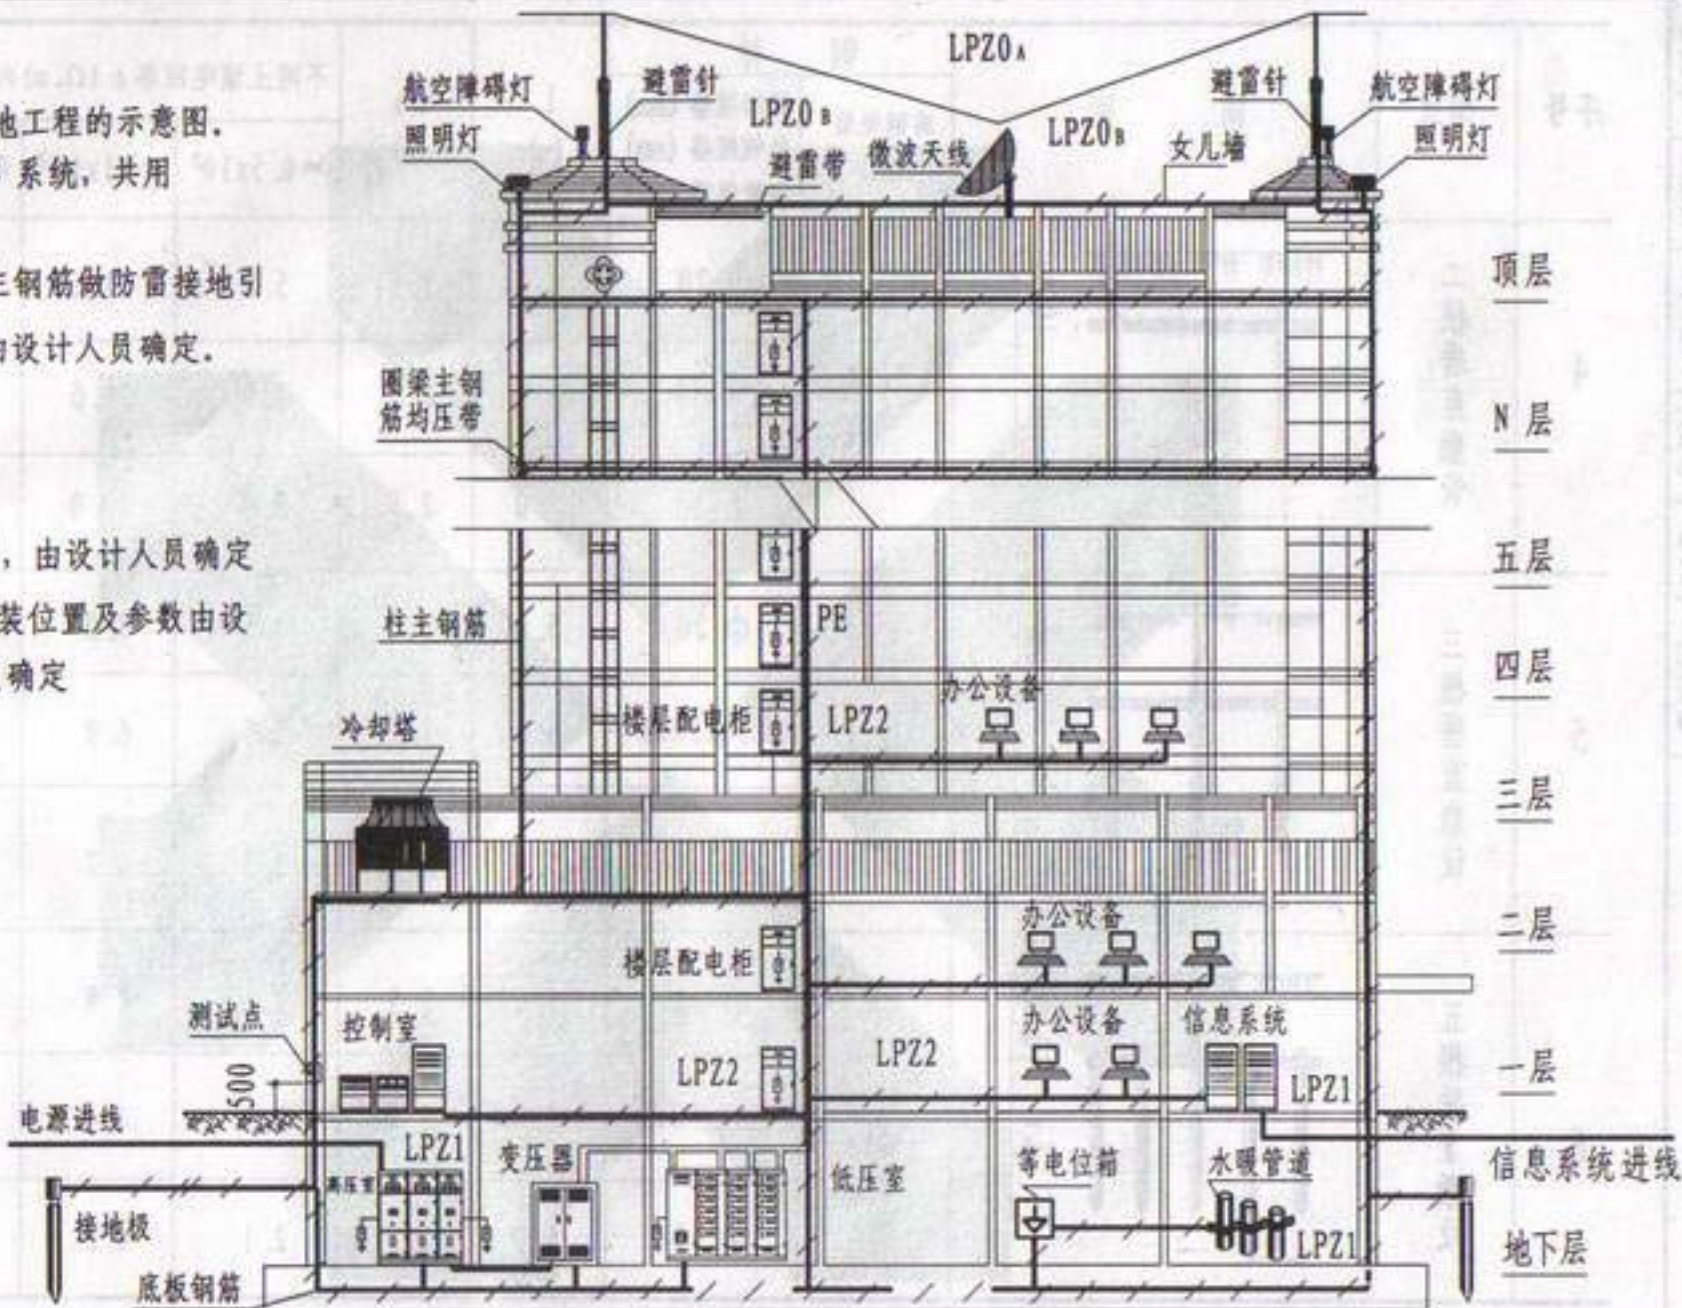 地工程的示意图.
系统, 共用
主钢筋做防雷接地引
由设计人员确定.
, 由设计人员确定
装位置及参数由设
确定
LPZ0A
航空障碍灯
避雷针
LPZ0B
LPZ0B
避雷针
航空障碍灯
照明灯
避雷带
微波天线
女儿墙
照明灯
顶层
圈梁主钢
筋均压带
N 层
五层
柱主钢筋
PE
四层
办公设备
楼层配电柜
LPZ2
冷却塔
三层
办公设备
二层
楼层配电柜
测试点
控制室
办公设备
信息系统
500
LPZ2
LPZ2
LPZ1
一层
电源进线
LPZ1
变压器
高压室
低压室
等电位箱
水暖管道
信息系统进线
接地极
LPZ1
地下层
底板钢筋